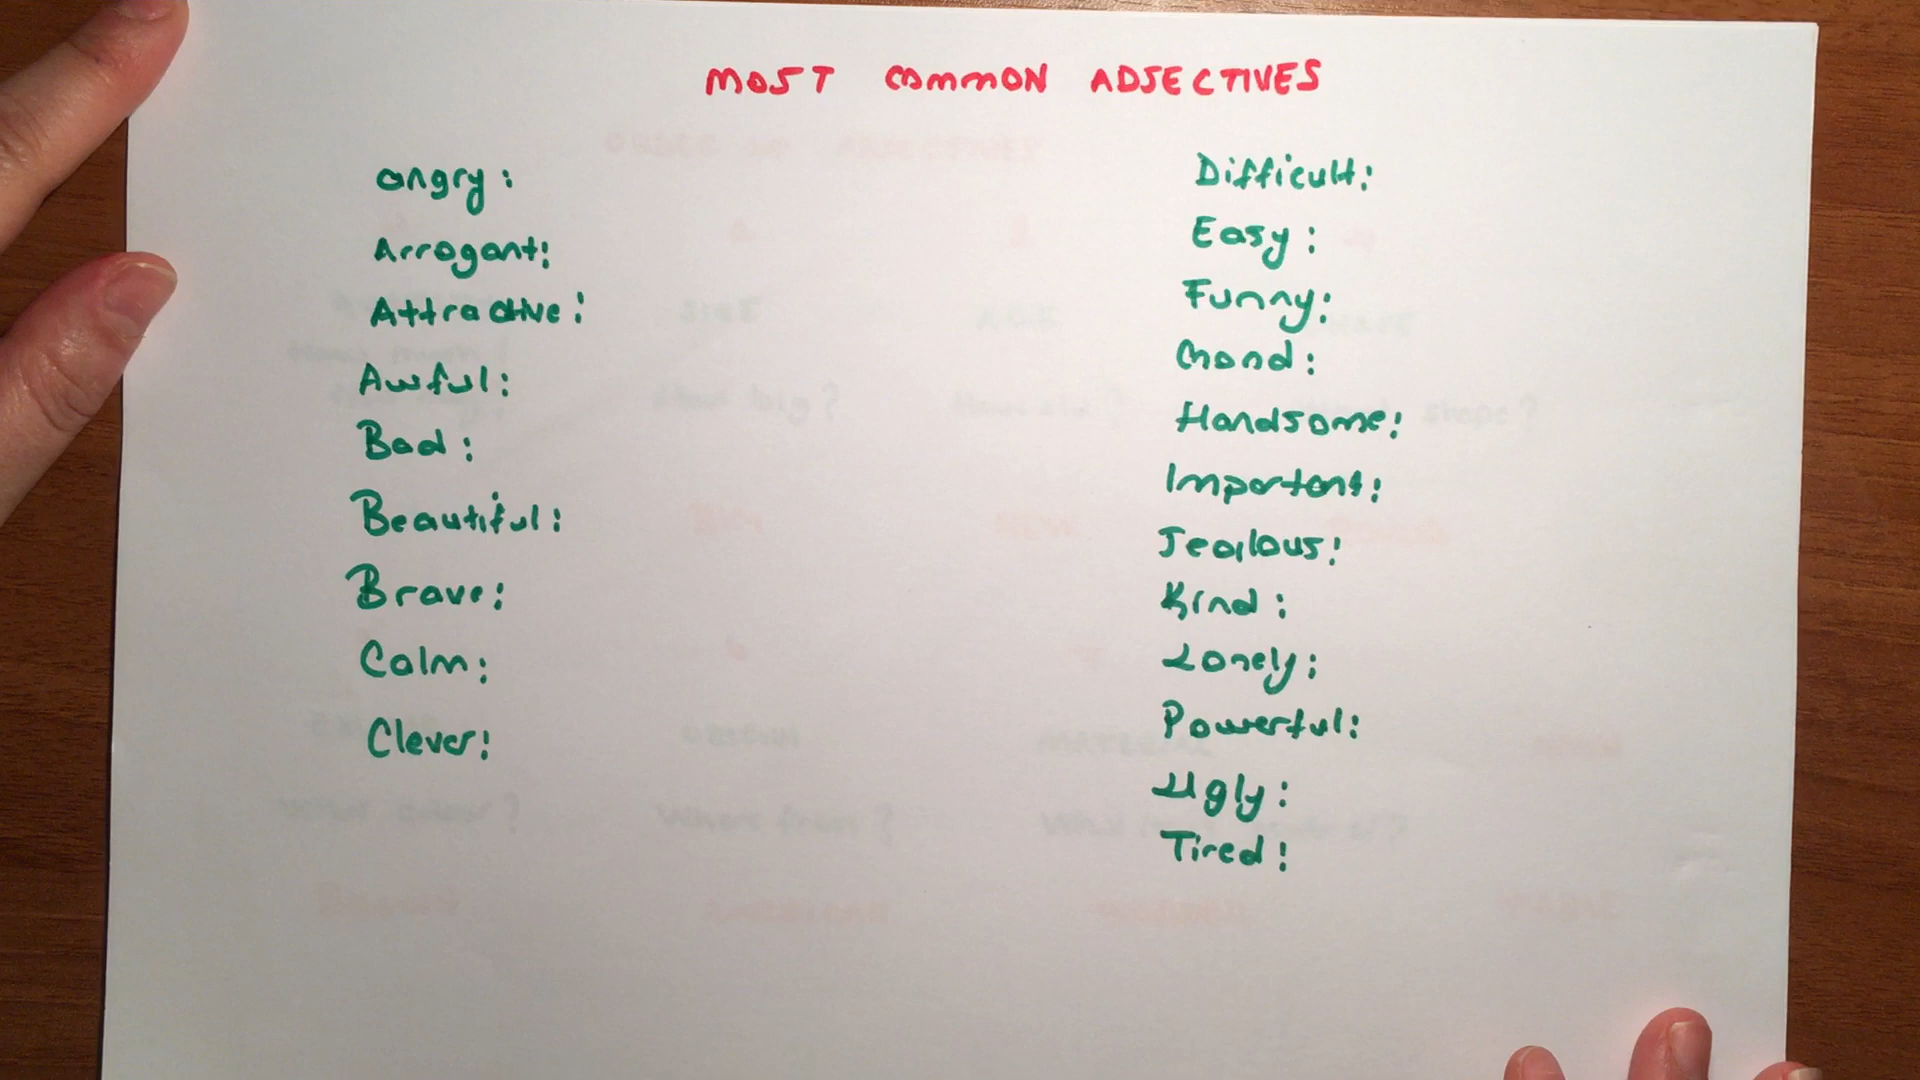 MOST COMMON ADJECTIVES
angry:
Arrogant:
Attractive:
Awful:
Bad:
Beautiful:
Brave:
Calm:
Clever:
Difficult:
Easy:
Funny:
Handsome:
Important:
Jealous:
Kind:
Lonely:
Powerful:
Ugly:
Tired: